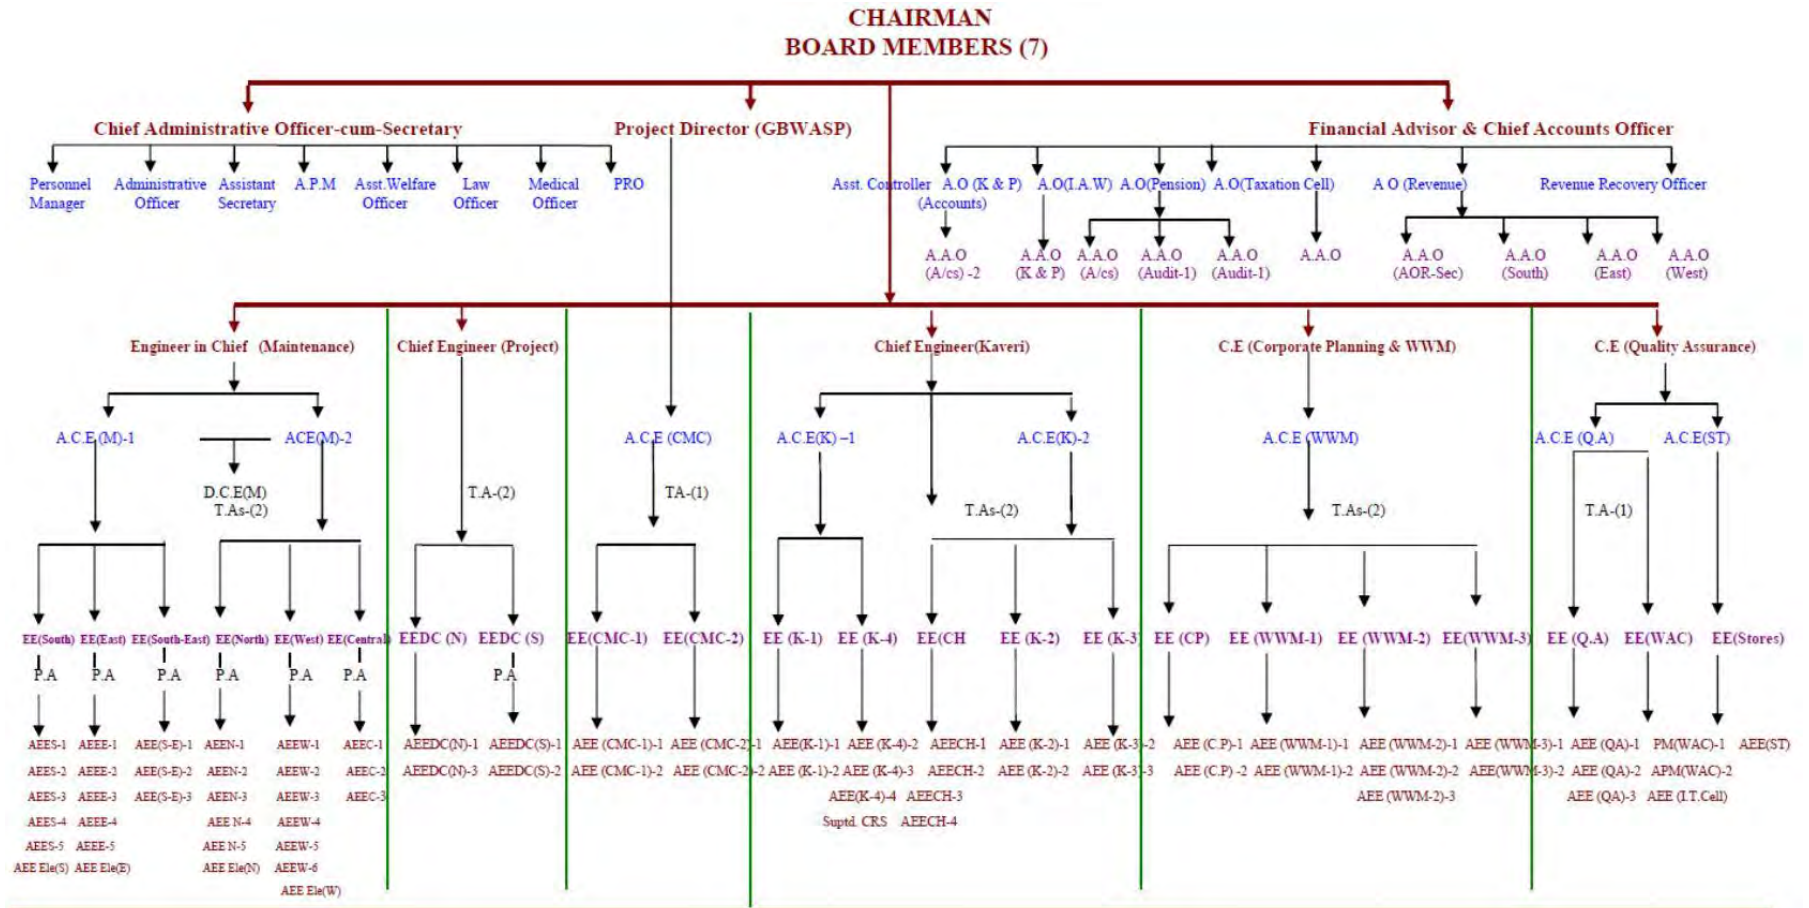 CHAIRMAN
BOARD MEMBERS (7)
Chief Administrative Officer-cum-Secretary Project Director (GBWASP) Financial Advisor & Chief Accounts Officer
Personnel Administrative Assistant A.P.M Asst.Welfare Law Medical PRO Asst. Controller A.O (K & P) A.O(I.A.W) A.O(Pension) A.O(Taxation Cell) A O (Revenue) Revenue Recovery Officer
Manager Officer Secretary Officer Officer Officer (Accounts)
A.A.O A.A.O A.A.O A.A.O A.A.O A.A.O A.A.O A.A.O A.A.O A.A.O
(A/cs) -2 (K & P) (A/cs) (Audit-1) (Audit-1) (AOR-Sec) (South) (East) (West)
Engineer in Chief (Maintenance) Chief Engineer (Project) Chief Engineer(Kaveri) C.E (Corporate Planning & WWM) C.E (Quality Assurance)
A.C.E (M)-1 ACE(M)-2 A.C.E (CMC) A.C.E(K) –1 A.C.E(K)-2 A.C.E (WWM) A.C.E (Q.A) A.C.E(ST)
D.C.E(M) T.A-(2) TA-(1)
T.As-(2) T.As-(2) T.As-(2) T.A-(1)
EE(South) EE(East) EE(South-East) EE(North) EE(West) EE(Central) EEDC (N) EEDC (S) EE(CMC-1) EE(CMC-2) EE (K-1) EE (K-4) EE(CH EE (K-2) EE (K-3) EE (CP) EE (WWM-1) EE (WWM-2) EE(WWM-3) EE (Q.A) EE(WAC) EE(Stores)
P.A P.A P.A P.A P.A P.A P.A
AEES-1 AEEE-1 AEE(S-E)-1 AEEN-1 AEEW-1 AEEC-1 AEEDC(N)-1 AEEDC(S)-1 AEE (CMC-1)-1 AEE (CMC-2)-1 AEE(K-1)-1 AEE (K-4)-2 AEECH-1 AEE (K-2)-1 AEE (K-3)-2 AEE (C.P)-1 AEE (WWM-1)-1 AEE (WWM-2)-1 AEE (WWM-3)-1 AEE (QA)-1 PM(WAC)-1 AEE(ST)
AEES-2 AEEE-2 AEE(S-E)-2 AEEN-2 AEEW-2 AEEC-2 AEEDC(N)-3 AEEDC(S)-2 AEE (CMC-1)-2 AEE (CMC-2)-2 AEE (K-1)-2 AEE (K-4)-3 AEECH-2 AEE (K-2)-2 AEE (K-3)-3 AEE (C.P) -2 AEE (WWM-1)-2 AEE (WWM-2)-2 AEE(WWM-3)-2 AEE (QA)-2 APM(WAC)-2
AEES-3 AEEE-3 AEE(S-E)-3 AEEN-3 AEEW-3 AEEC-3 AEE(K-4)-4 AEECH-3 AEE (WWM-2)-3 AEE (QA)-3 AEE (I.T.Cell)
AEES-4 AEEE-4 AEE N-4 AEEW-4 Suptd. CRS AEECH-4
AEES-5 AEEE-5 AEE N-5 AEEW-5
AEE Ele(S) AEE Ele(E) AEE Ele(N) AEEW-6
AEE Ele(W)